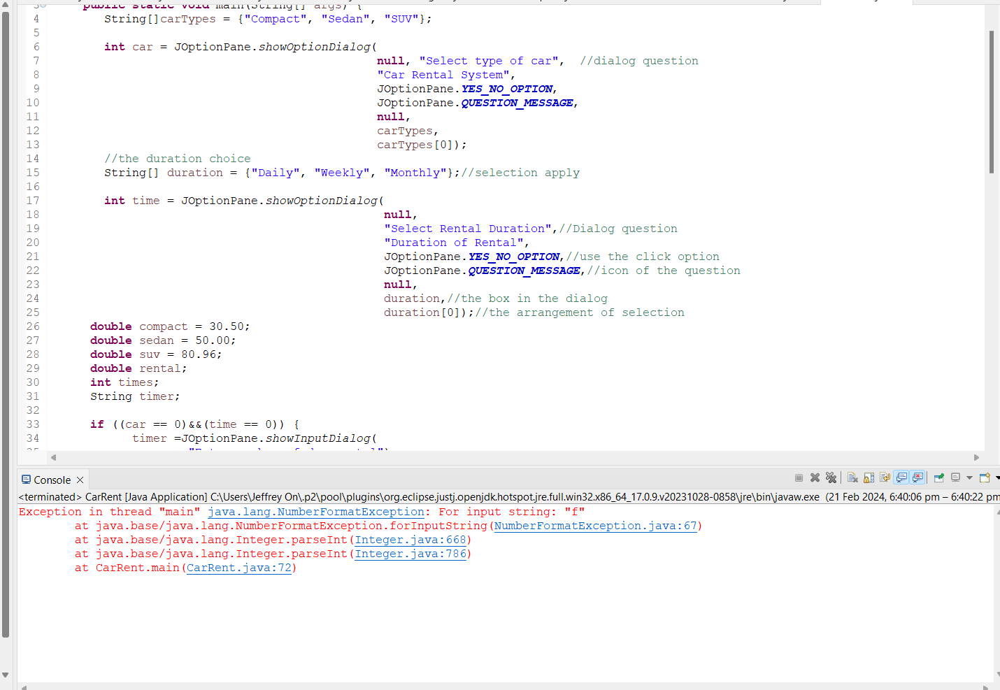 3 public static void main(String[] args) {
4 String[]carTypes = {"Compact", "Sedan", "SUV"};
5
6 int car = JOptionPane.showOptionDialog(
7 null, "Select type of car", //dialog question
8 "Car Rental System",
9 JOptionPane.YES_NO_OPTION,
10 JOptionPane.QUESTION_MESSAGE,
11 null,
12 carTypes,
13 carTypes[0]);
14 //the duration choice
15 String[] duration = {"Daily", "Weekly", "Monthly"};//selection apply
16
17 int time = JOptionPane.showOptionDialog(
18 null,
19 "Select Rental Duration",//Dialog question
20 "Duration of Rental",
21 JOptionPane.YES_NO_OPTION,//use the click option
22 JOptionPane.QUESTION_MESSAGE,//icon of the question
23 null,
24 duration,//the box in the dialog
25 duration[0]);//the arrangement of selection
26 double compact = 30.50;
27 double sedan = 50.00;
28 double suv = 80.96;
29 double rental;
30 int times;
31 String timer;
32
33 if ((car == 0)&&(time == 0)) {
34 timer =JOptionPane.showInputDialog(
Console
<terminated> CarRent [Java Application] C:\Users\Jeffrey On\.p2\pool\plugins\org.eclipse.justj.openjdk.hotspot.jre.full.win32.x86_64_17.0.9.v20231028-0858\jre\bin\javaw.exe (21 Feb 2024, 6:40:06 pm – 6:40:22 pm
Exception in thread "main" java.lang.NumberFormatException: For input string: "f"
at java.base/java.lang.NumberFormatException.forInputString(NumberFormatException.java:67)
at java.base/java.lang.Integer.parseInt(Integer.java:668)
at java.base/java.lang.Integer.parseInt(Integer.java:786)
at CarRent.main(CarRent.java:72)